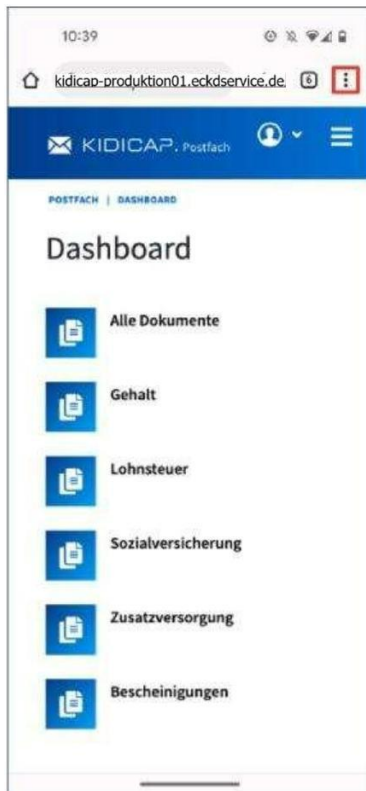 10:39
kidicap-produktion01.eckdservice.de.
6
KIDICAP. Postfach
POSTFACH | DASHBOARD
Dashboard
Alle Dokumente
Gehalt
Lohnsteuer
Sozialversicherung
Zusatzversorgung
Bescheinigungen